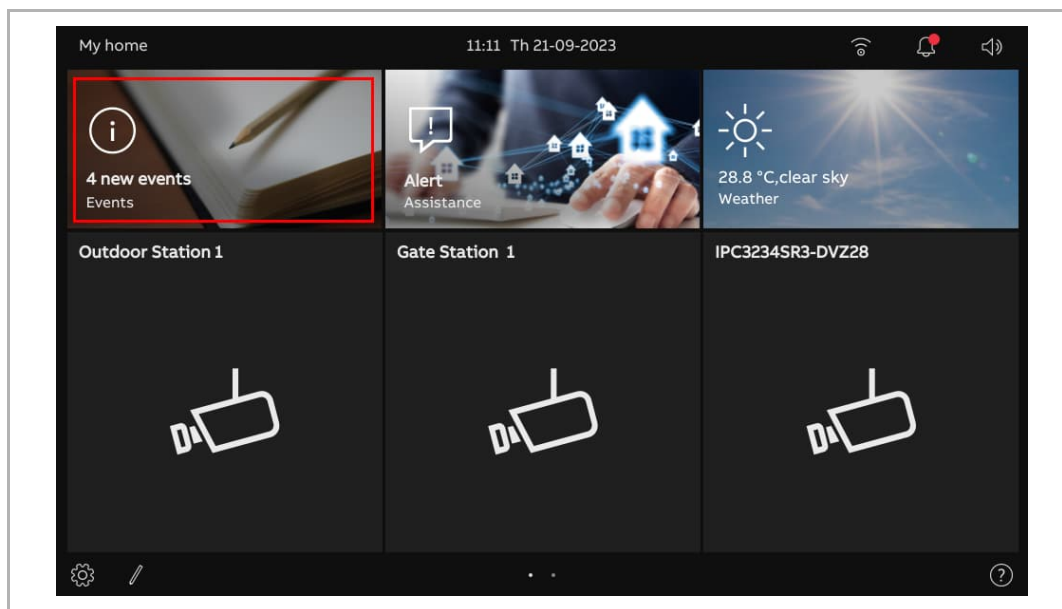 My home
11:11 Th 21-09-2023
4 new events
Events
Alert
Assistance
28.8 °C,clear sky
Weather
Outdoor Station 1
Gate Station 1
IPC3234SR3-DVZ28